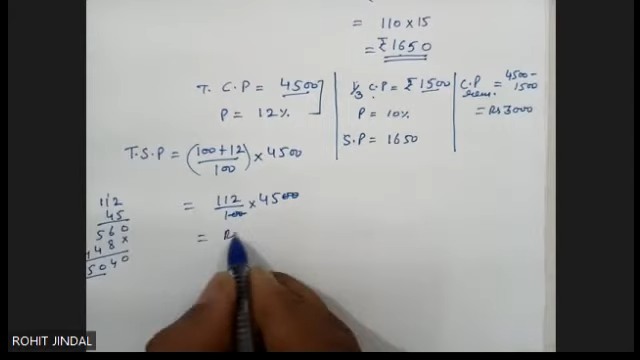 = 110 × 15
= ₹1650
T. C.P = 4500
P = 12%
T.S.P = (100+12/100) × 4500
= 112/100 × 4500
= R
1/3 C.P = ₹1500
P = 10%
S.P = 1650
C.P = 4500-1500
rem.
= Rs 3000
112
45
560
448×
5040
ROHIT JINDAL